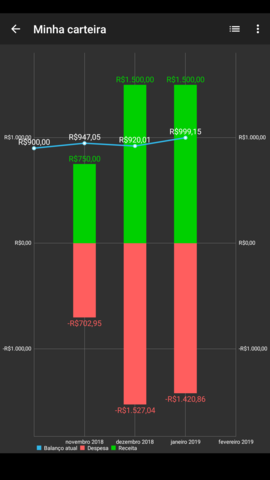 Minha carteira
R$1.500,00 R$1.500,00
R$1.000,00 R$900,00 R$947,05 R$920,01 R$999,15 R$1.000,00
R$750,00
R$0,00 R$0,00
-R$702,95
-R$1.000,00 -R$1.000,00
-R$1.527,04 -R$1.420,86
novembro 2018 dezembro 2018 janeiro 2019 fevereiro 2019
Balanço atual Despesa Receita